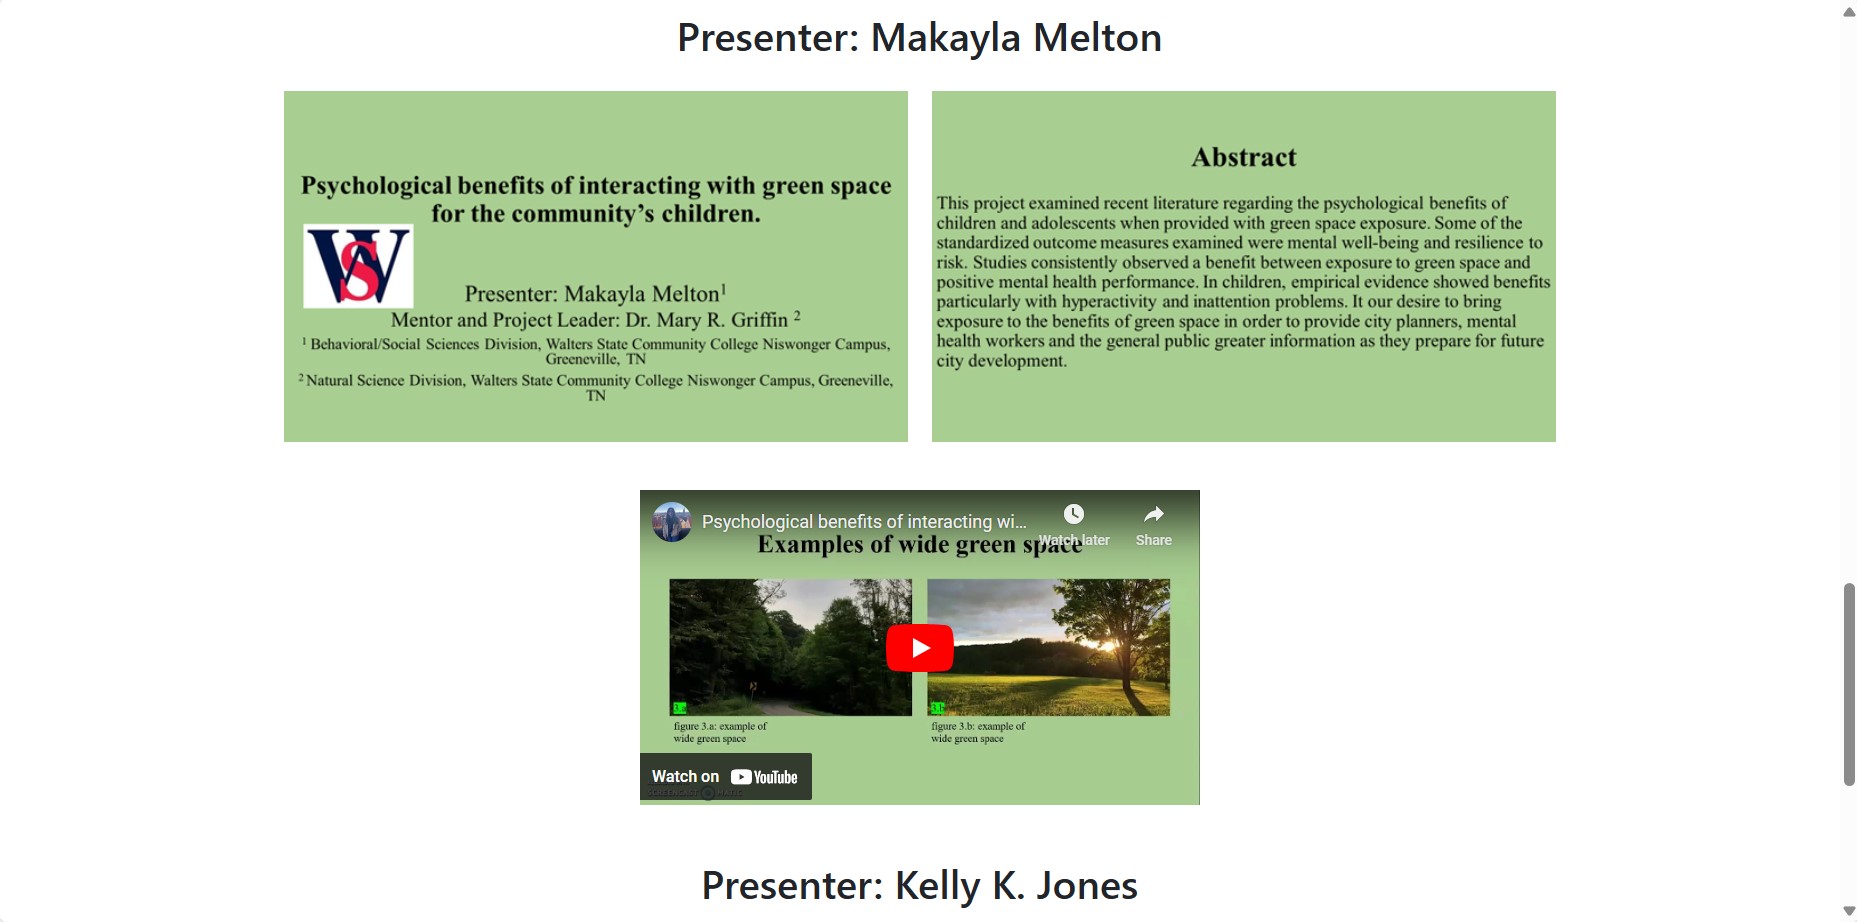 Presenter: Makayla Melton
Psychological benefits of interacting with green space
for the community's children.
WS
Presenter: Makayla Melton¹
Mentor and Project Leader: Dr. Mary R. Griffin ²
¹ Behavioral/Social Sciences Division, Walters State Community College Niswonger Campus,
Greeneville, TN
² Natural Science Division, Walters State Community College Niswonger Campus, Greeneville,
TN
Abstract
This project examined recent literature regarding the psychological benefits of
children and adolescents when provided with green space exposure. Some of the
standardized outcome measures examined were mental well-being and resilience to
risk. Studies consistently observed a benefit between exposure to green space and
positive mental health performance. In children, empirical evidence showed benefits
particularly with hyperactivity and inattention problems. It our desire to bring
exposure to the benefits of green space in order to provide city planners, mental
health workers and the general public greater information as they prepare for future
city development.
Psychological benefits of interacting wi...
Watch later
Share
Examples of wide green space
3.a
3.b
figure 3.a: example of
wide green space
figure 3.b: example of
wide green space
Watch on YouTube
SCREENCAST MATIC
Presenter: Kelly K. Jones